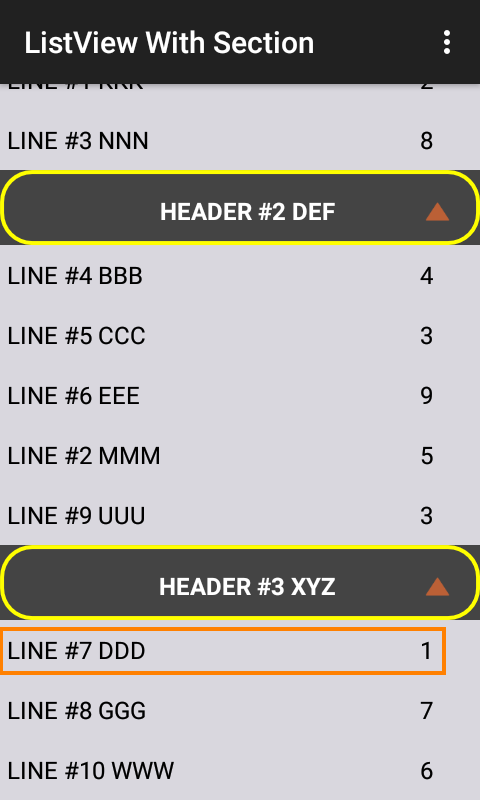 ListView With Section
LINE #3 NNN 8
HEADER #2 DEF
LINE #4 BBB 4
LINE #5 CCC 3
LINE #6 EEE 9
LINE #2 MMM 5
LINE #9 UUU 3
HEADER #3 XYZ
LINE #7 DDD 1
LINE #8 GGG 7
LINE #10 WWW 6